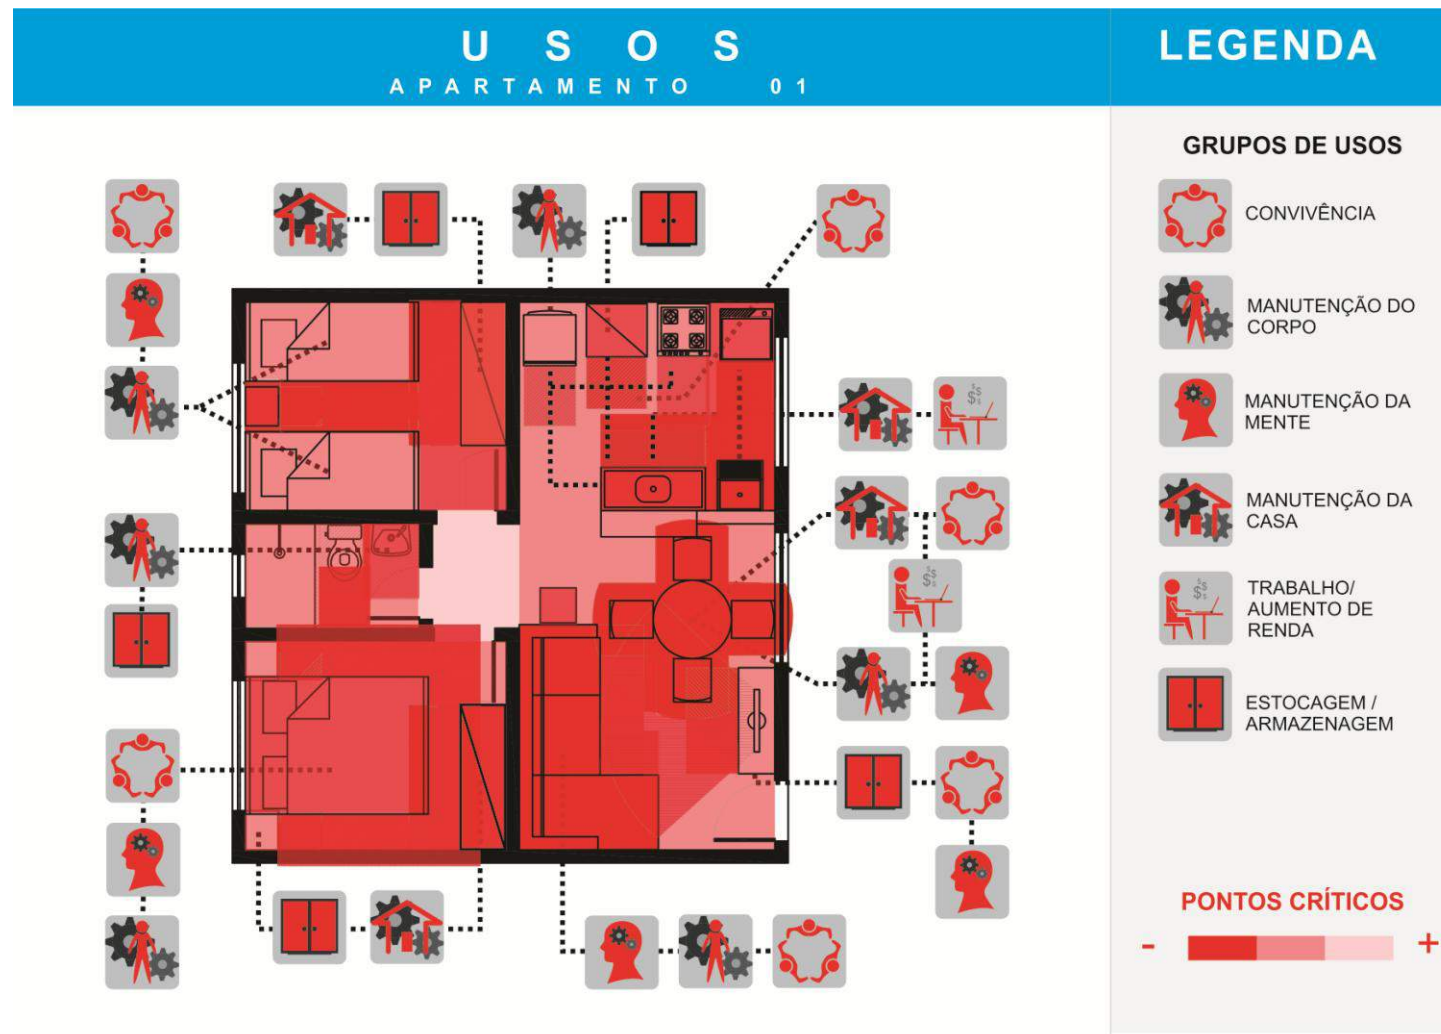 USOS
APARTAMENTO 01
LEGENDA
GRUPOS DE USOS
CONVIVÊNCIA
MANUTENÇÃO DO
CORPO
MANUTENÇÃO DA
MENTE
MANUTENÇÃO DA
CASA
TRABALHO/
AUMENTO DE
RENDA
ESTOCAGEM /
ARMAZENAGEM
PONTOS CRÍTICOS
- +